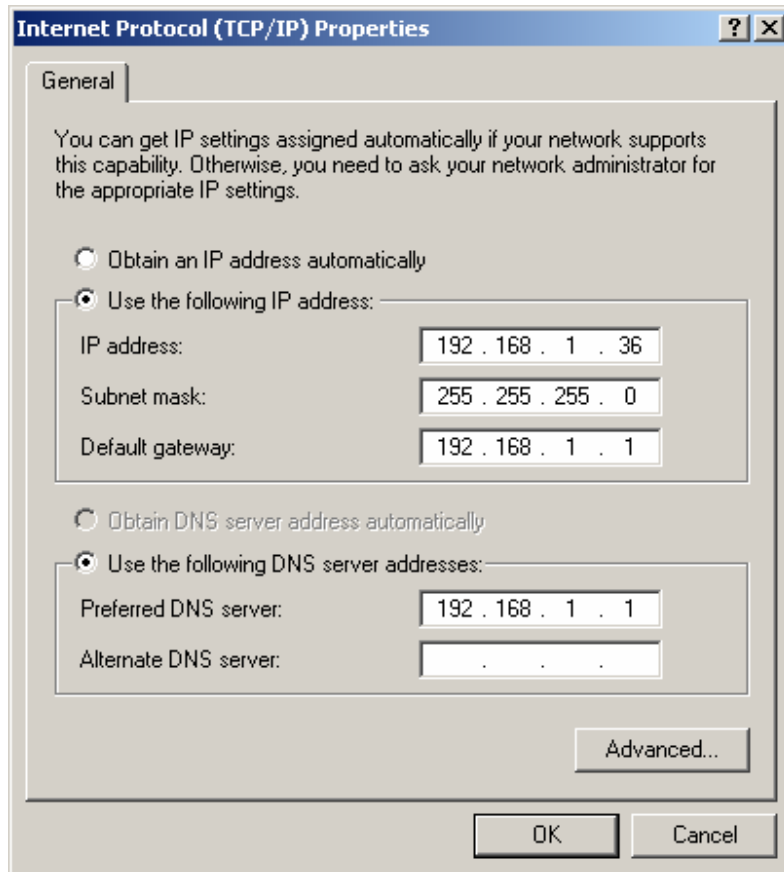 Internet Protocol (TCP/IP) Properties
General
You can get IP settings assigned automatically if your network supports
this capability. Otherwise, you need to ask your network administrator for
the appropriate IP settings.
Obtain an IP address automatically
Use the following IP address:
IP address: 192 . 168 . 1 . 36
Subnet mask: 255 . 255 . 255 . 0
Default gateway: 192 . 168 . 1 . 1
Obtain DNS server address automatically
Use the following DNS server addresses:
Preferred DNS server: 192 . 168 . 1 . 1
Alternate DNS server: . . .
Advanced...
OK Cancel